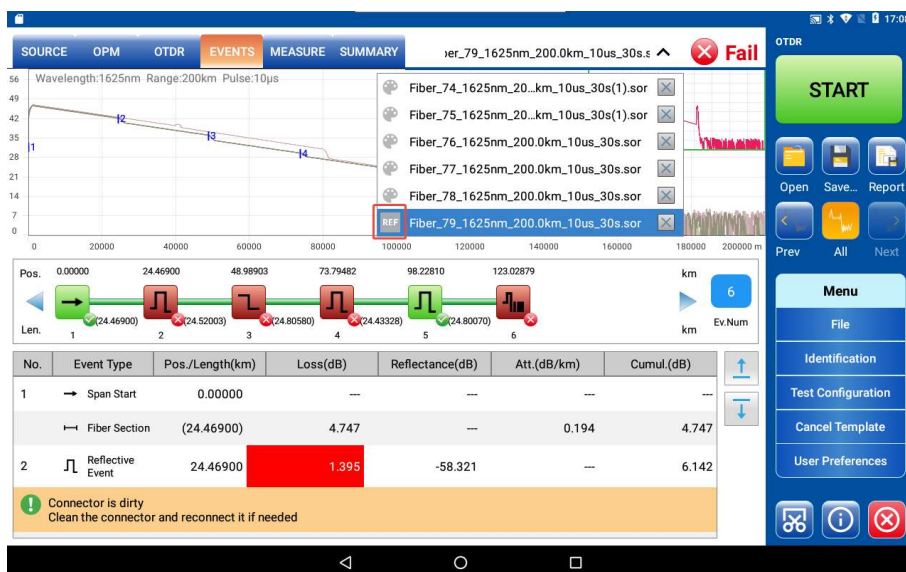 17:08
SOURCE OPM OTDR EVENTS MEASURE SUMMARY
er_79_1625nm_200.0km_10us_30s.s
Fail
Wavelength:1625nm Range:200km Pulse:10µs
56
49
42
35
28
21
14
7
0
1
2
3
4
0 20000 40000 60000 80000 100000 120000 140000 160000 180000 200000 m
Fiber_74_1625nm_20...km_10us_30s(1).sor
Fiber_75_1625nm_20...km_10us_30s(1).sor
Fiber_76_1625nm_200.0km_10us_30s.sor
Fiber_77_1625nm_200.0km_10us_30s.sor
Fiber_78_1625nm_200.0km_10us_30s.sor
REF Fiber_79_1625nm_200.0km_10us_30s.sor
Pos. 0.00000 24.46900 48.98903 73.79482 98.22810 123.02879 km
(24.46900) (24.52003) (24.80580) (24.43328) (24.80070)
Len. 1 2 3 4 5 6 km
6
Ev.Num
No. Event Type Pos./Length(km) Loss(dB) Reflectance(dB) Att.(dB/km) Cumul.(dB)
1 Span Start 0.00000 --- --- --- ---
Fiber Section (24.46900) 4.747 --- 0.194 4.747
2 Reflective Event 24.46900 1.395 -58.321 --- 6.142
Connector is dirty
Clean the connector and reconnect it if needed
OTDR
START
Open Save... Report
Prev All Next
Menu
File
Identification
Test Configuration
Cancel Template
User Preferences